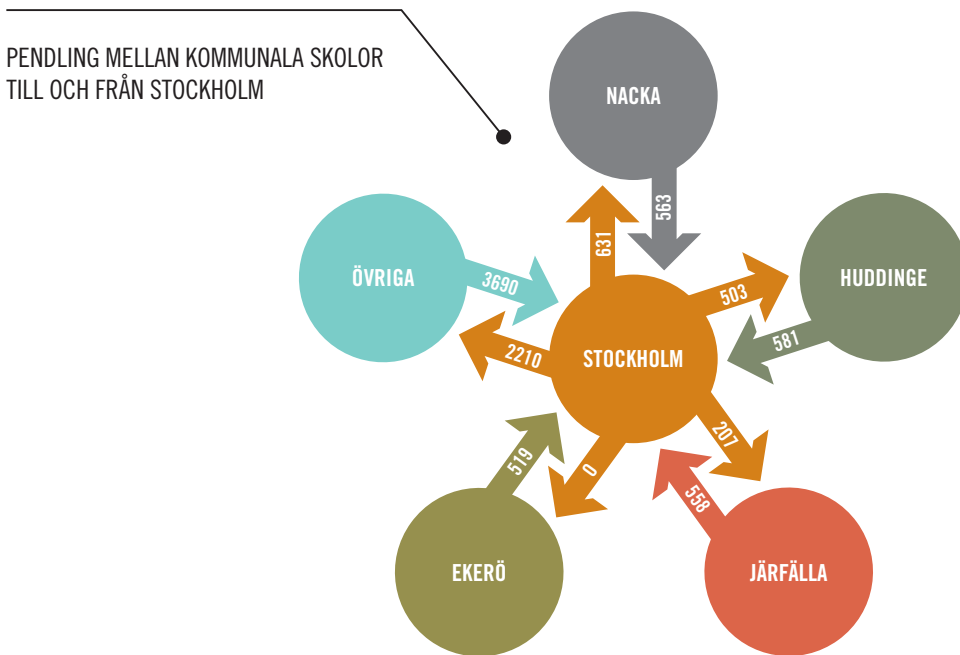 PENDLING MELLAN KOMMUNALA SKOLOR
TILL OCH FRÅN STOCKHOLM
NACKA
563
631
ÖVRIGA
3690
503
HUDDINGE
2210
STOCKHOLM
581
519
0
207
558
EKERÖ
JÄRFÄLLA